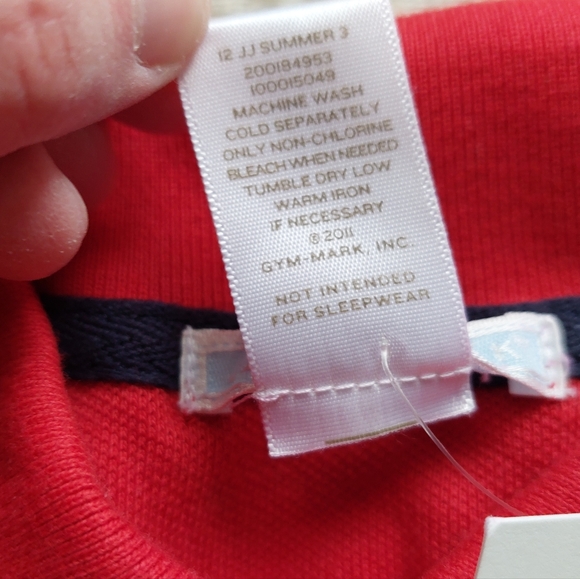 12 JJ SUMMER 3
200184953
100015049
MACHINE WASH
COLD SEPARATELY
ONLY NON-CHLORINE
BLEACH WHEN NEEDED
TUMBLE DRY LOW
WARM IRON
IF NECESSARY
©2011
GYM-MARK, INC.
NOT INTENDED
FOR SLEEPWEAR